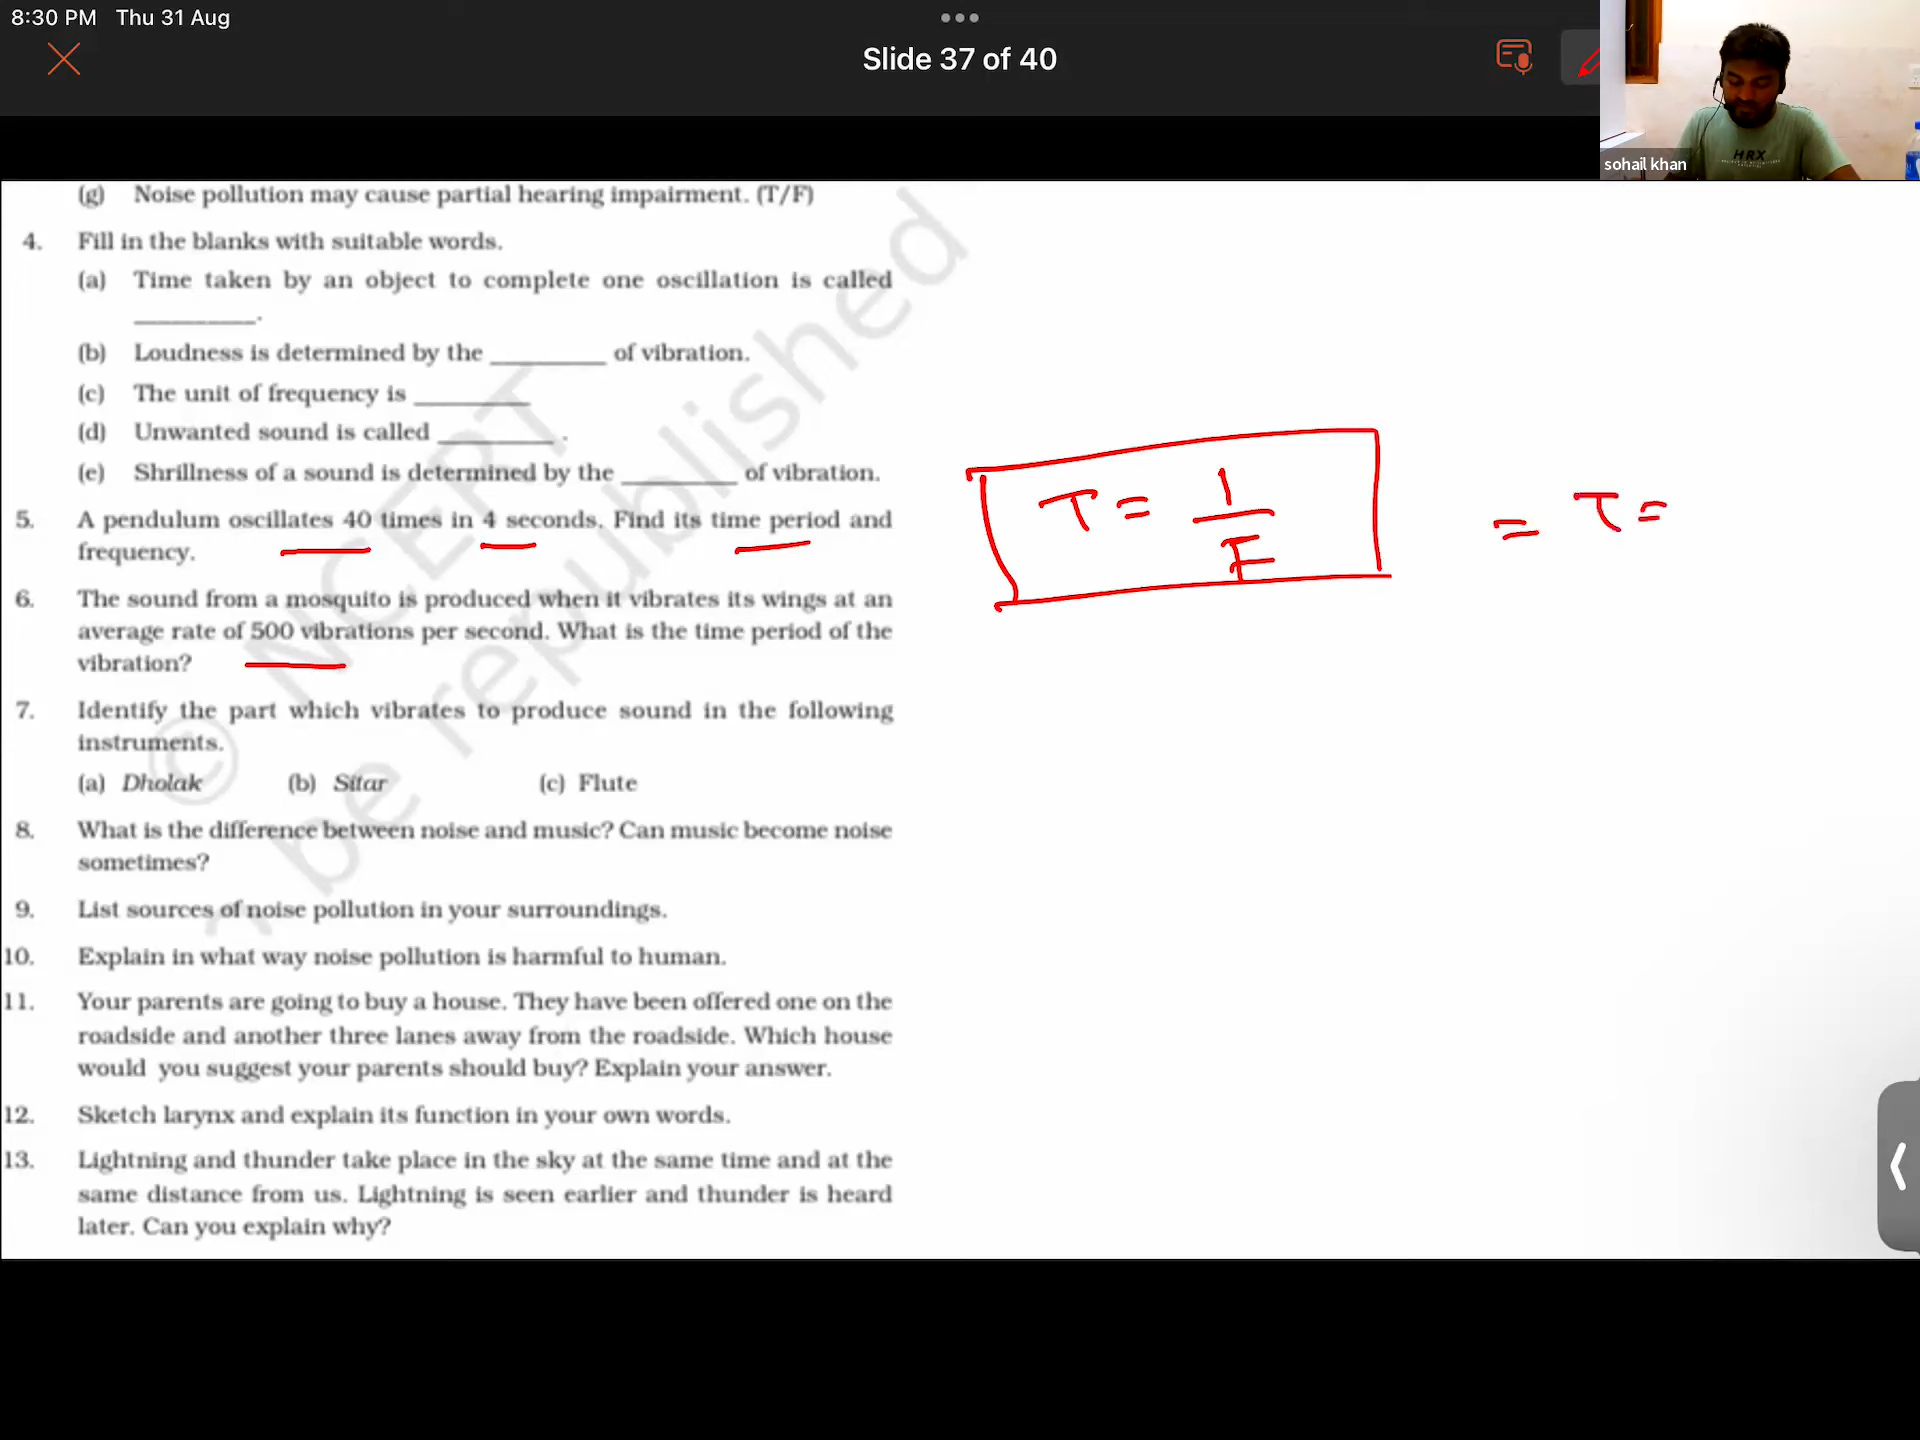 8:30 PM Thu 31 Aug
Slide 37 of 40
HRX
sohail khan
(g) Noise pollution may cause partial hearing impairment. (T/F)
4. Fill in the blanks with suitable words.
(a) Time taken by an object to complete one oscillation is called
__________.
(b) Loudness is determined by the _________ of vibration.
(c) The unit of frequency is _________
(d) Unwanted sound is called _________ .
(e) Shrillness of a sound is determined by the _________ of vibration.
5. A pendulum oscillates 40 times in 4 seconds. Find its time period and
frequency.
6. The sound from a mosquito is produced when it vibrates its wings at an
average rate of 500 vibrations per second. What is the time period of the
vibration?
7. Identify the part which vibrates to produce sound in the following
instruments.
(a) Dholak (b) Sitar (c) Flute
8. What is the difference between noise and music? Can music become noise
sometimes?
9. List sources of noise pollution in your surroundings.
10. Explain in what way noise pollution is harmful to human.
11. Your parents are going to buy a house. They have been offered one on the
roadside and another three lanes away from the roadside. Which house
would you suggest your parents should buy? Explain your answer.
12. Sketch larynx and explain its function in your own words.
13. Lightning and thunder take place in the sky at the same time and at the
same distance from us. Lightning is seen earlier and thunder is heard
later. Can you explain why?
© NCERT
be republished
T = 1
F
= T =